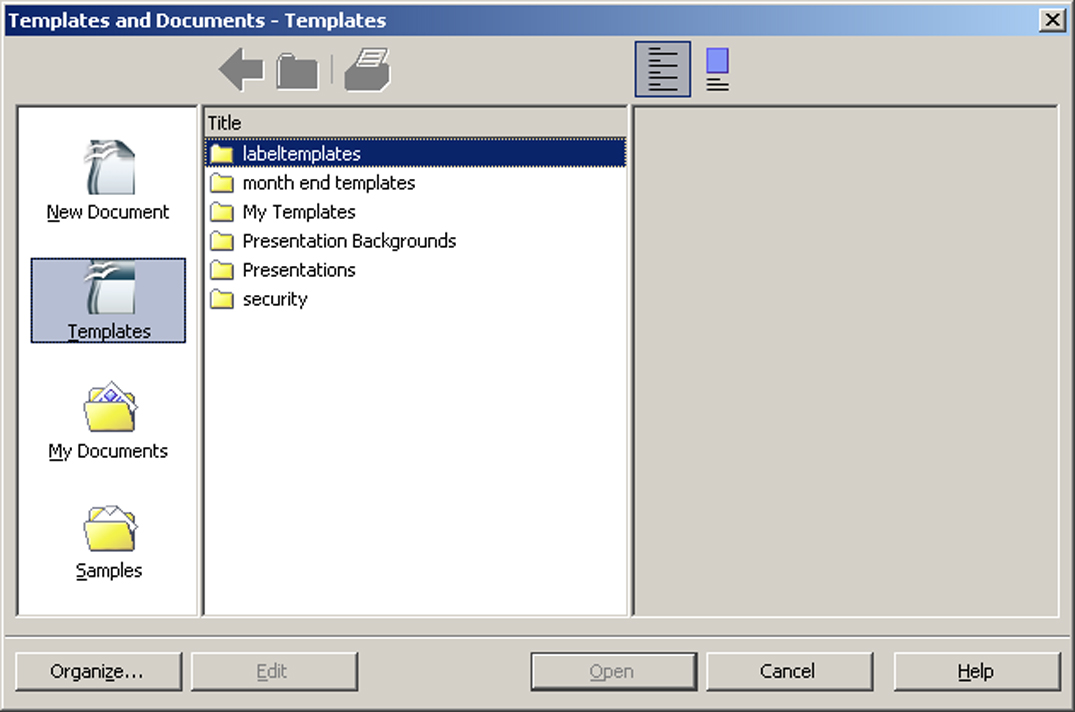 Templates and Documents - Templates
Title
New Document
Templates
My Documents
Samples
labeltemplates
month end templates
My Templates
Presentation Backgrounds
Presentations
security
Organize...
Edit
Open
Cancel
Help